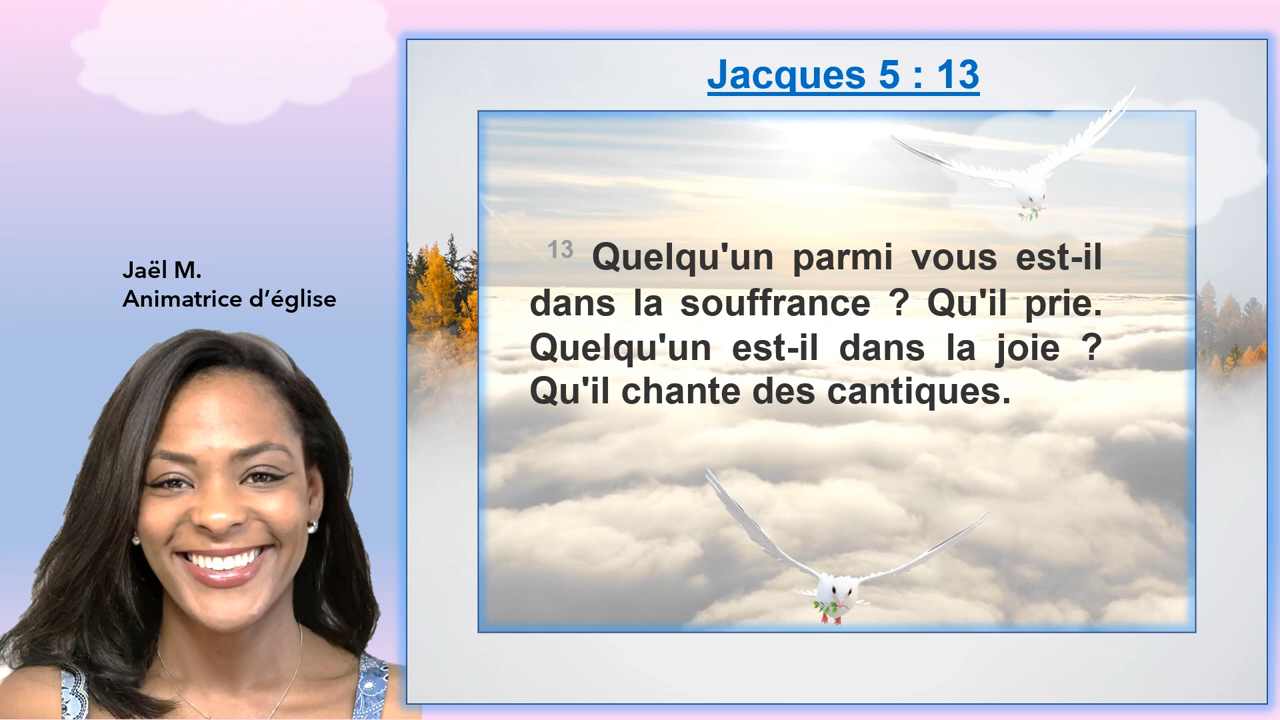 Jacques 5 : 13
Jaël M.
Animatrice d’église
13 Quelqu'un parmi vous est-il
dans la souffrance ? Qu'il prie.
Quelqu'un est-il dans la joie ?
Qu'il chante des cantiques.